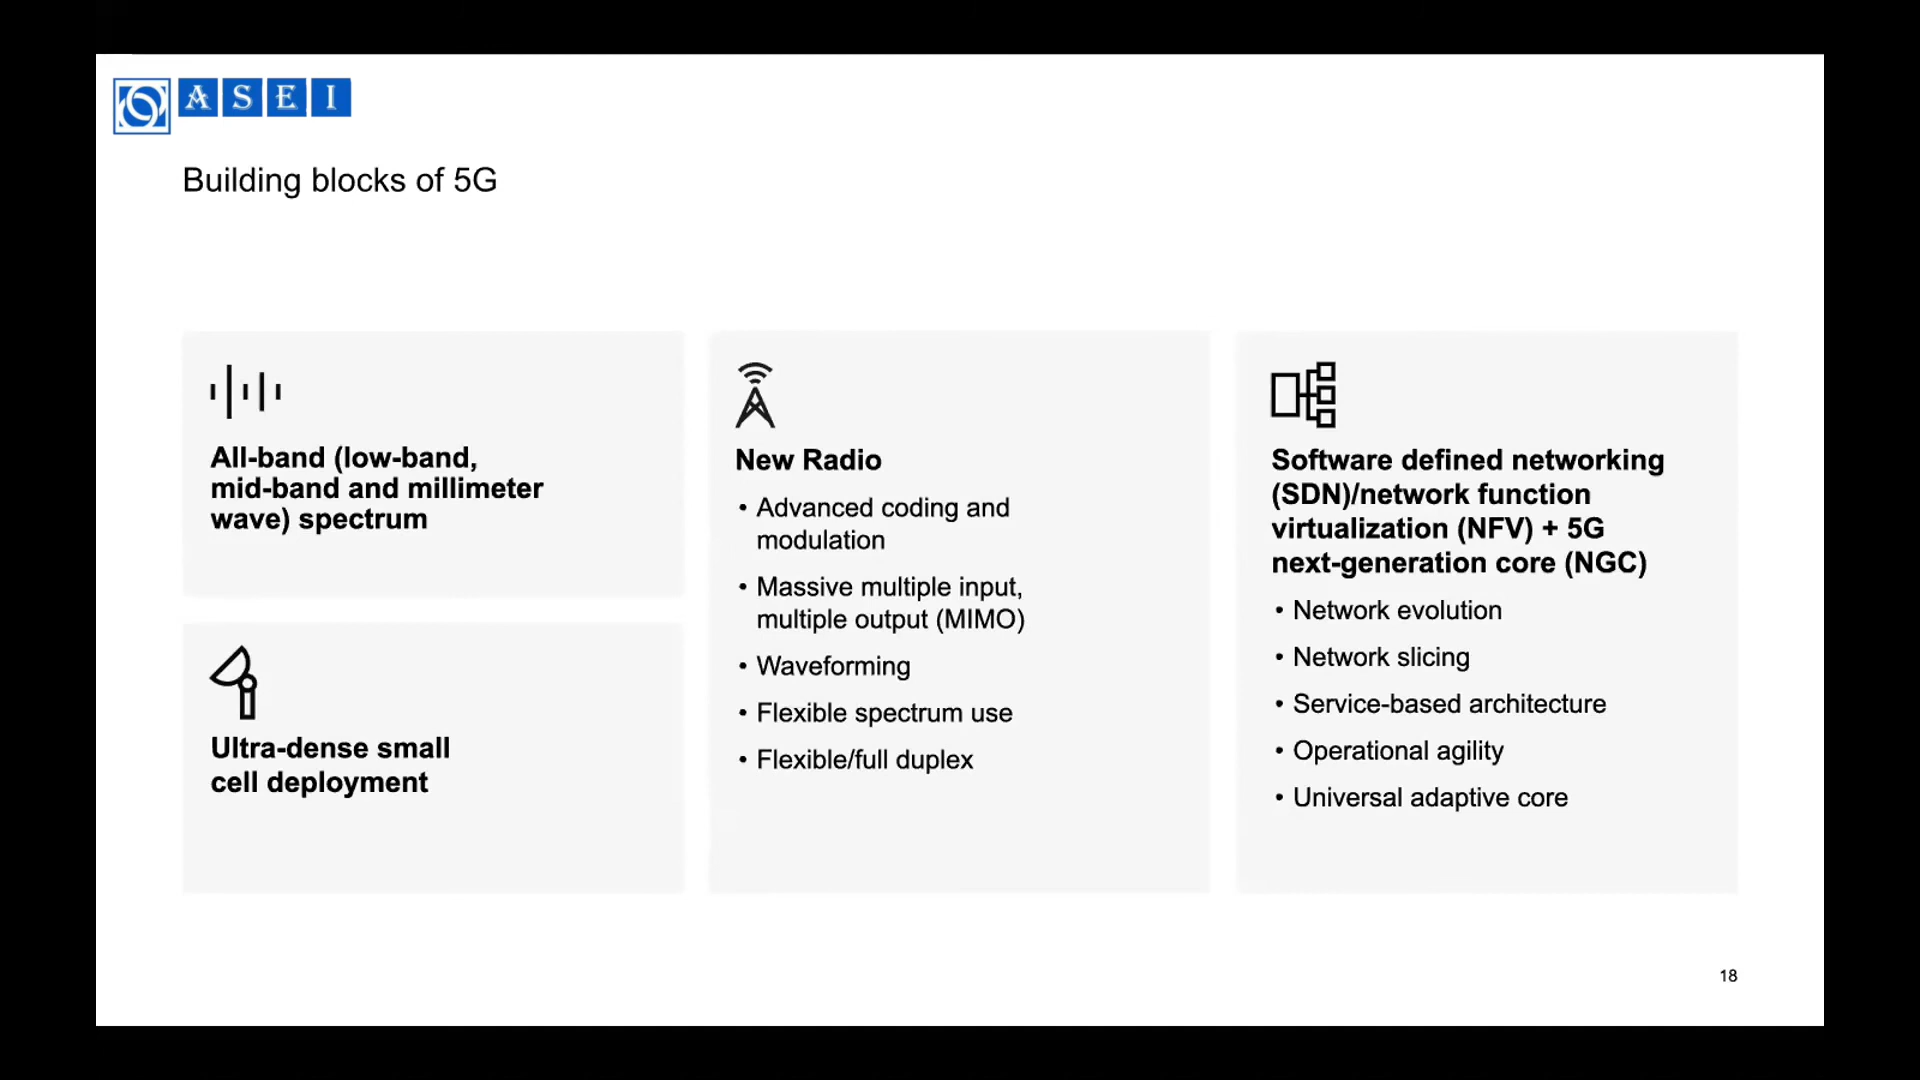 ASEI
Building blocks of 5G
All-band (low-band,
mid-band and millimeter
wave) spectrum
Ultra-dense small
cell deployment
New Radio
• Advanced coding and
modulation
• Massive multiple input,
multiple output (MIMO)
• Waveforming
• Flexible spectrum use
• Flexible/full duplex
Software defined networking
(SDN)/network function
virtualization (NFV) + 5G
next-generation core (NGC)
• Network evolution
• Network slicing
• Service-based architecture
• Operational agility
• Universal adaptive core
18